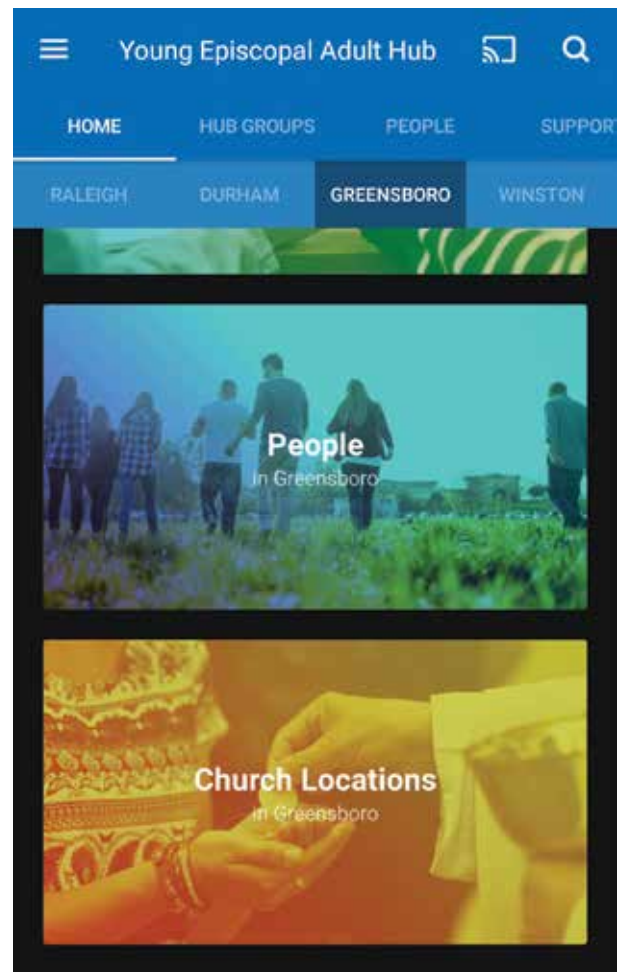 Young Episcopal Adult Hub
HOME HUB GROUPS PEOPLE SUPPOR
RALEIGH DURHAM GREENSBORO WINSTON
People
in Greensboro
Church Locations
in Greensboro